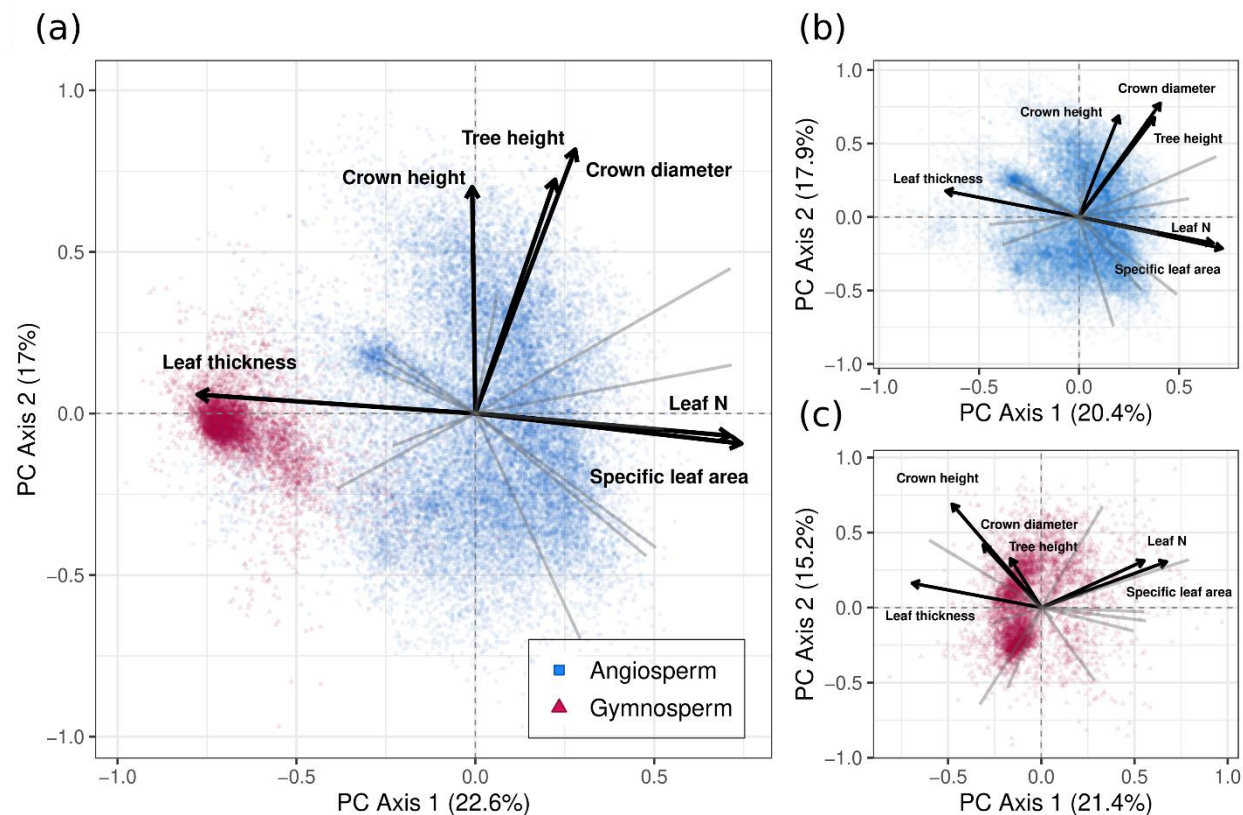 (a)
1.0
0.5
0.0
−0.5
−1.0
PC Axis 2 (17%)
Tree height
Crown height
Crown diameter
Leaf thickness
Leaf N
Specific leaf area
Angiosperm
Gymnosperm
−1.0 −0.5 0.0 0.5
PC Axis 1 (22.6%)
(b)
1.0
0.5
0.0
−0.5
−1.0
PC Axis 2 (17.9%)
Crown diameter
Crown height
Tree height
Leaf thickness
Leaf N
Specific leaf area
−1.0 −0.5 0.0 0.5
PC Axis 1 (20.4%)
(c)
1.0
0.5
0.0
−0.5
−1.0
PC Axis 2 (15.2%)
Crown height
Crown diameter
Tree height
Leaf N
Specific leaf area
Leaf thickness
−0.5 0.0 0.5 1.0
PC Axis 1 (21.4%)